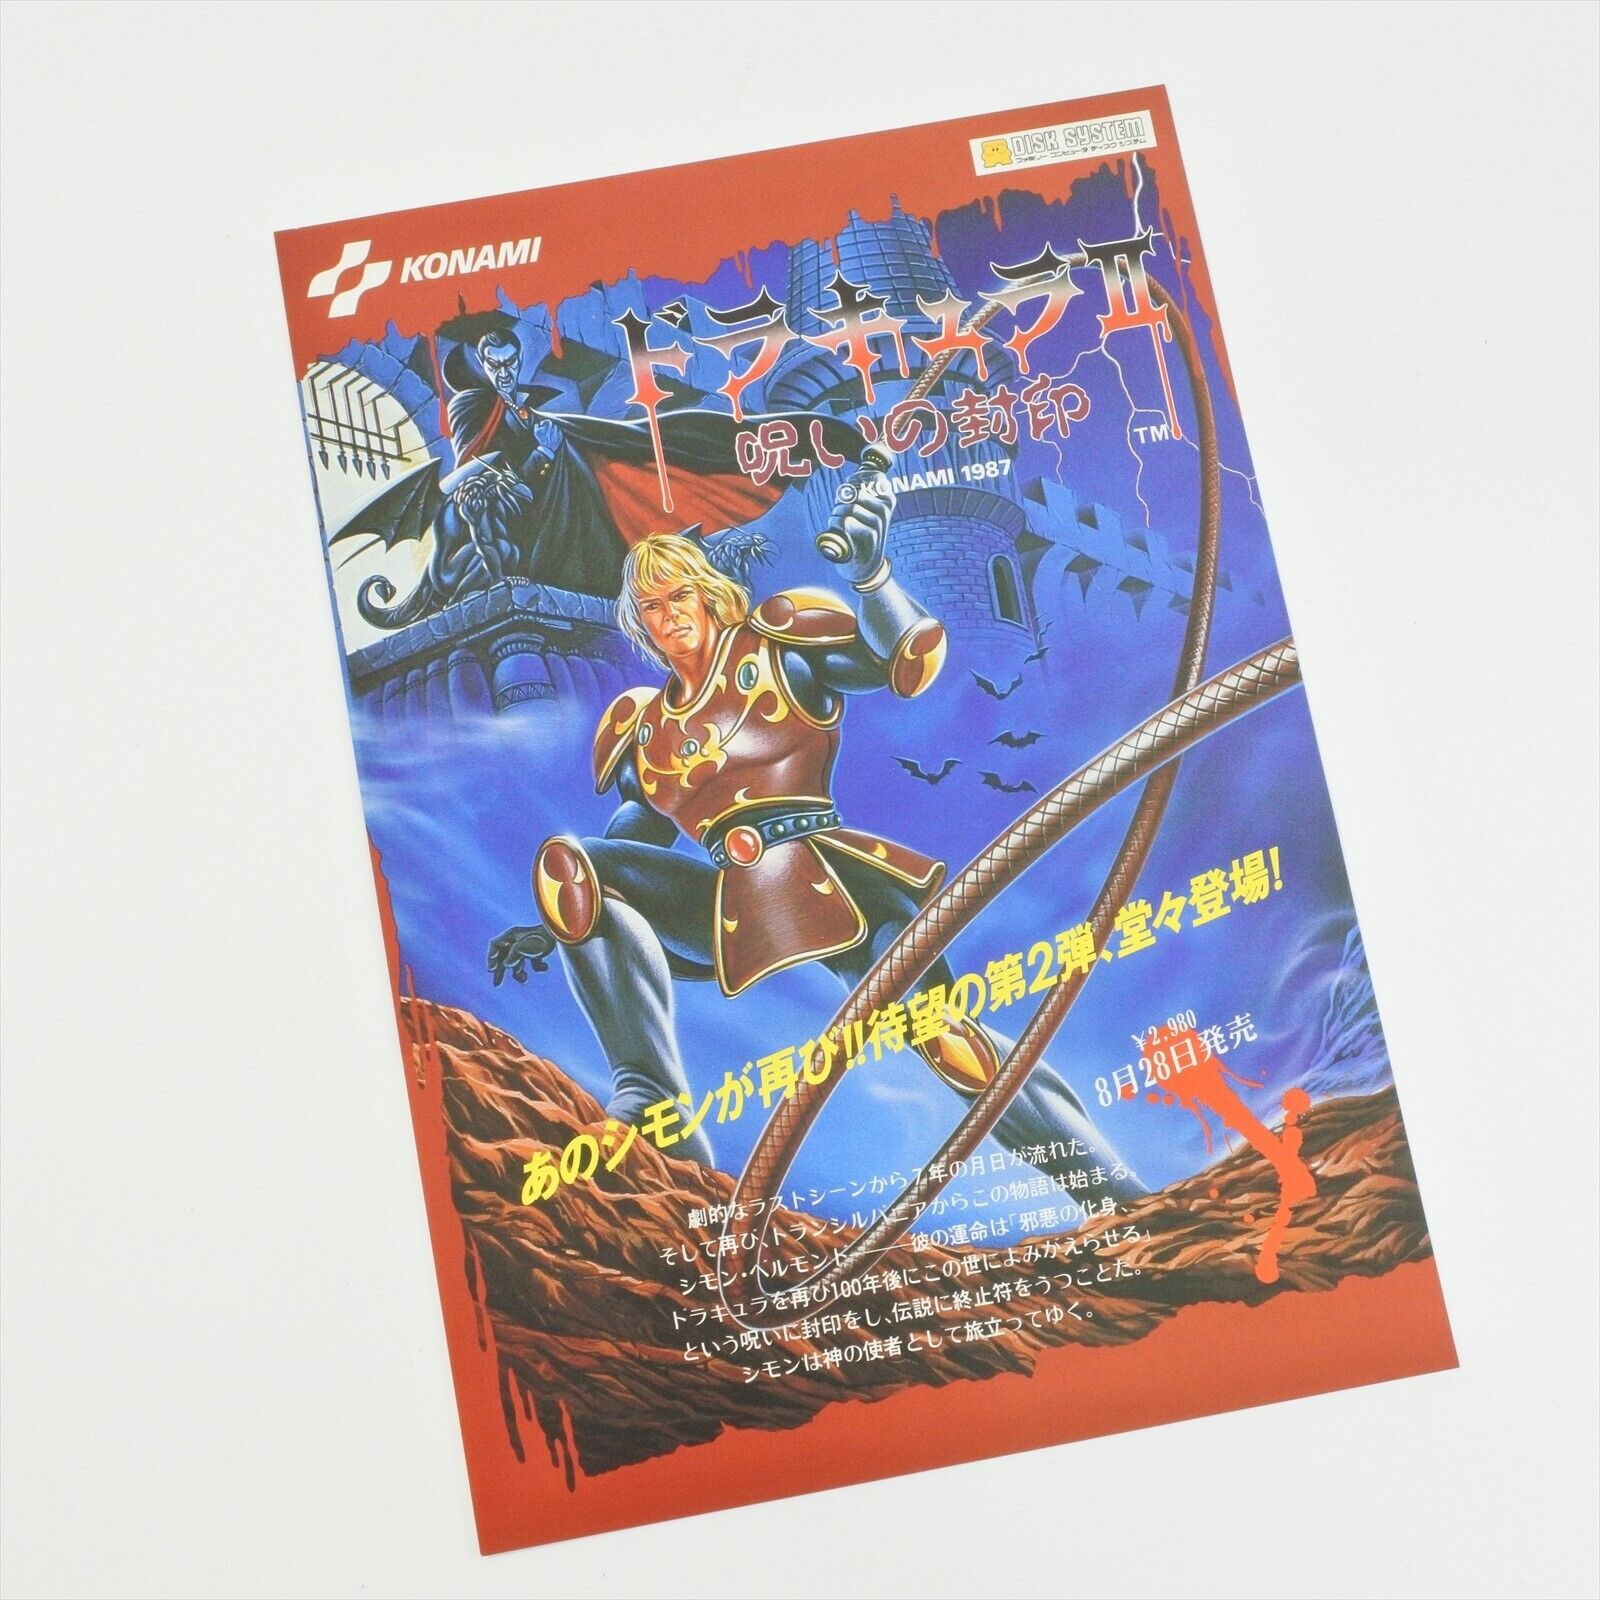 DISK SYSTEM
ファミリー コンピュータ ディスク システム
KONAMI
ドラキュラII
呪いの封印
TM
© KONAMI 1987
あのシモンが再び!!待望の第2弾、堂々登場!
¥2,980
8月28日発売
劇的なラストシーンから7年の月日が流れた。
そして再び、トランシルバニアからこの物語は始まる。
シモン・ベルモンド——彼の運命は「邪悪の化身、
ドラキュラを再び100年後にこの世によみがえらせる」
という呪いに封印をし、伝説に終止符をうつことだ。
シモンは神の使者として旅立ってゆく。